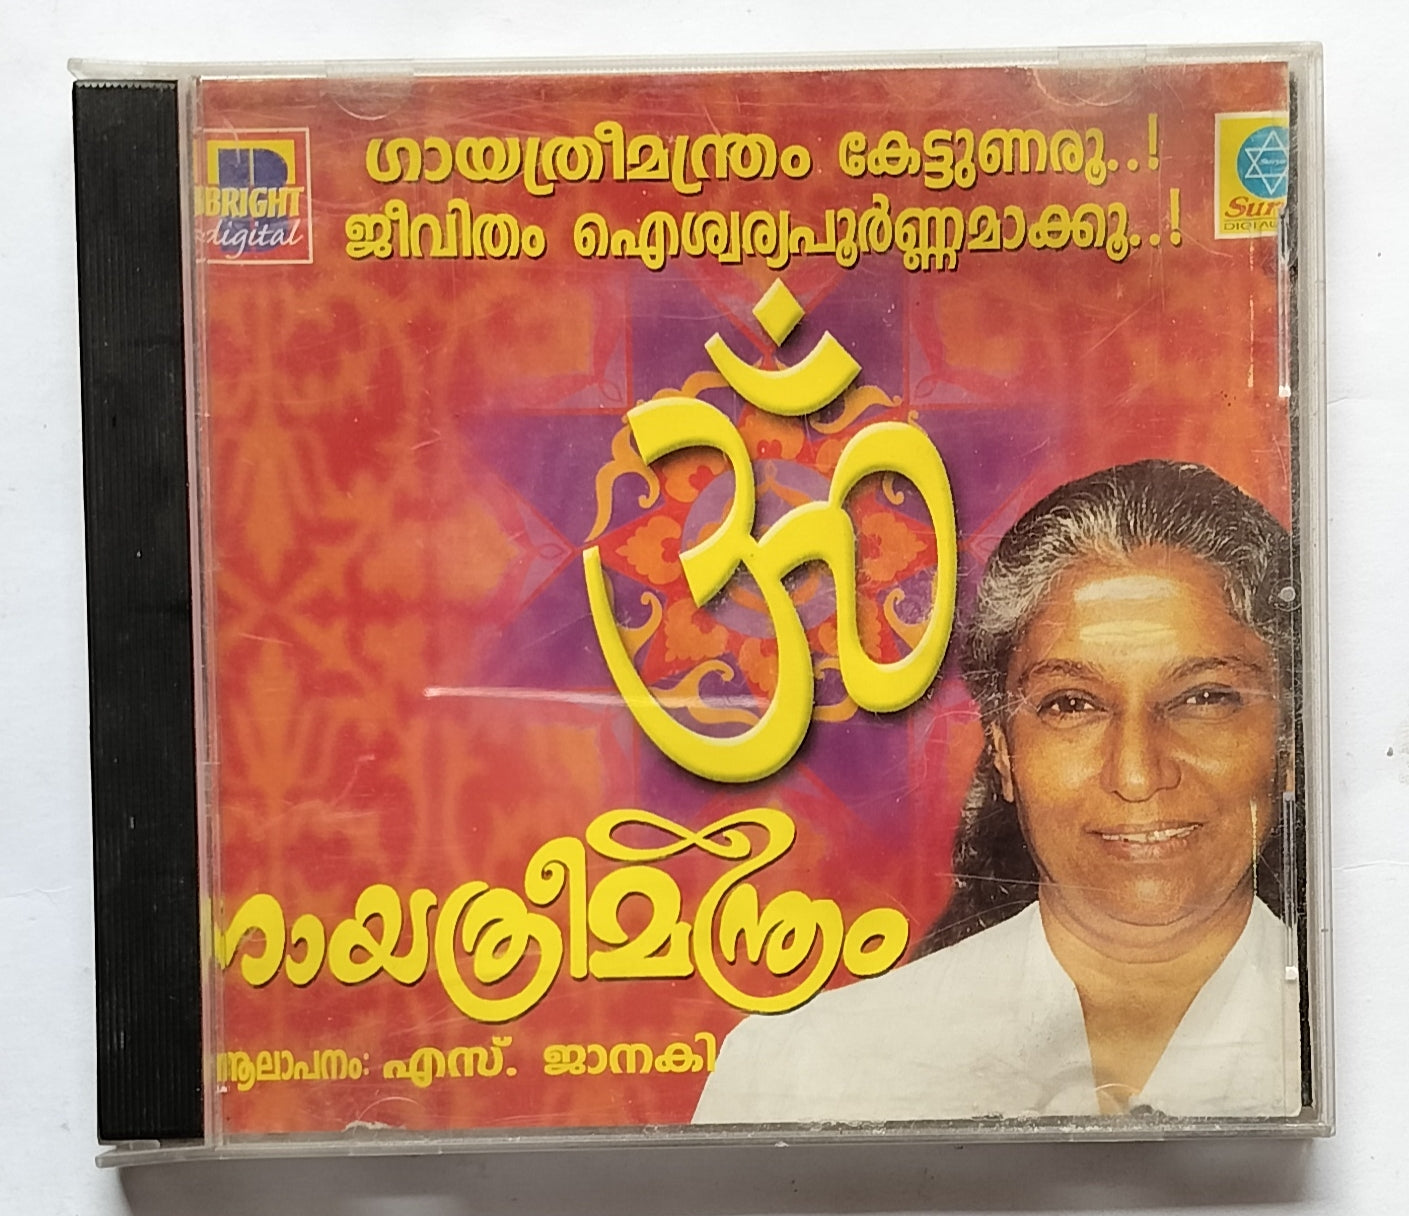 ഗായത്രീമന്ത്രം കേട്ടുണരൂ..!
ജീവിതം ഐശ്വര്യപൂർണ്ണമാക്കൂ..!
BRIGHT
digital
ഗായത്രീമന്ത്രം
ആലാപനം: എസ്. ജാനകി